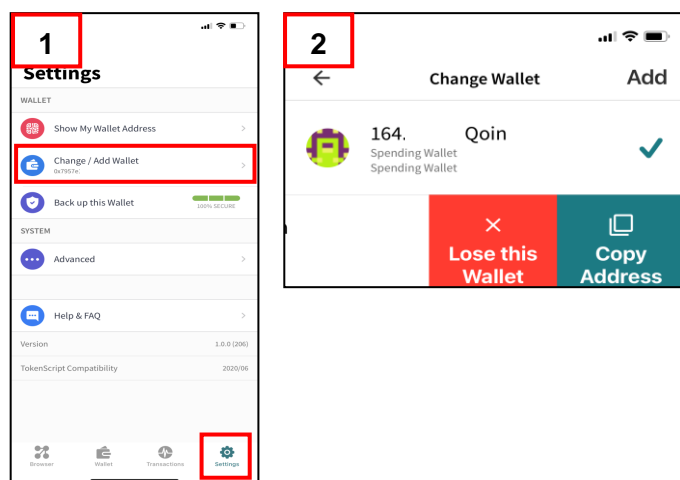 1
Settings
WALLET
Show My Wallet Address
Change / Add Wallet
0x7957e.
Back up this Wallet
100% SECURE
SYSTEM
Advanced
Help & FAQ
Version 1.0.0 (206)
TokenScript Compatibility 2020/06
Browser Wallet Transactions Settings
2
Change Wallet Add
164. Qoin
Spending Wallet
Spending Wallet
Lose this Wallet
Copy Address